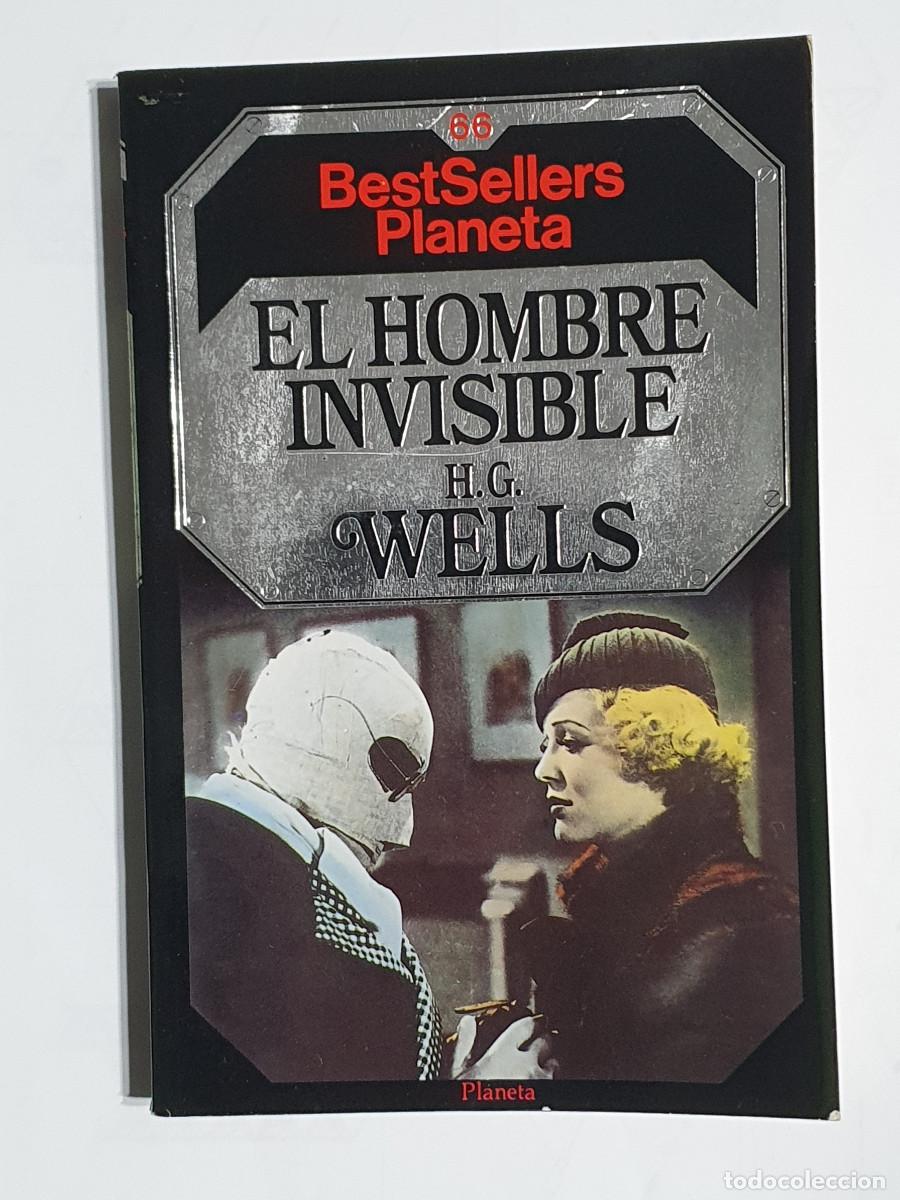 66
BestSellers
Planeta
EL HOMBRE
INVISIBLE
H.G.
WELLS
Planeta
todocoleccion